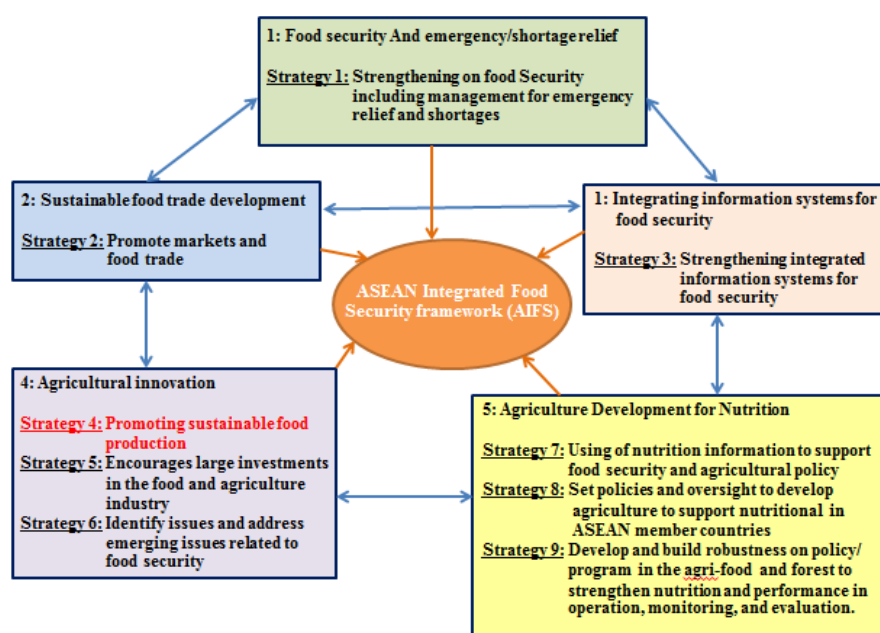 1: Food security And emergency/shortage relief
Strategy 1: Strengthening on food Security
including management for emergency
relief and shortages
2: Sustainable food trade development
Strategy 2: Promote markets and
food trade
1: Integrating information systems for
food security
Strategy 3: Strengthening integrated
information systems for
food security
ASEAN Integrated Food
Security framework (AIFS)
4: Agricultural innovation
Strategy 4: Promoting sustainable food
production
Strategy 5: Encourages large investments
in the food and agriculture
industry
Strategy 6: Identify issues and address
emerging issues related to
food security
5: Agriculture Development for Nutrition
Strategy 7: Using of nutrition information to support
food security and agricultural policy
Strategy 8: Set policies and oversight to develop
agriculture to support nutritional in
ASEAN member countries
Strategy 9: Develop and build robustness on policy/
program in the agri-food and forest to
strengthen nutrition and performance in
operation, monitoring, and evaluation.